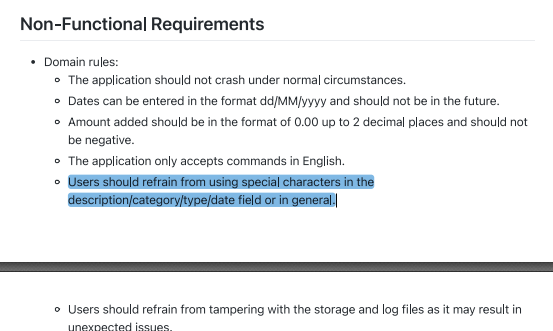 Non-Functional Requirements
Domain rules:
The application should not crash under normal circumstances.
Dates can be entered in the format dd/MM/yyyy and should not be in the future.
Amount added should be in the format of 0.00 up to 2 decimal places and should not
be negative.
The application only accepts commands in English.
Users should refrain from using special characters in the
description/category/type/date field or in general.
Users should refrain from tampering with the storage and log files as it may result in
unexpected issues.